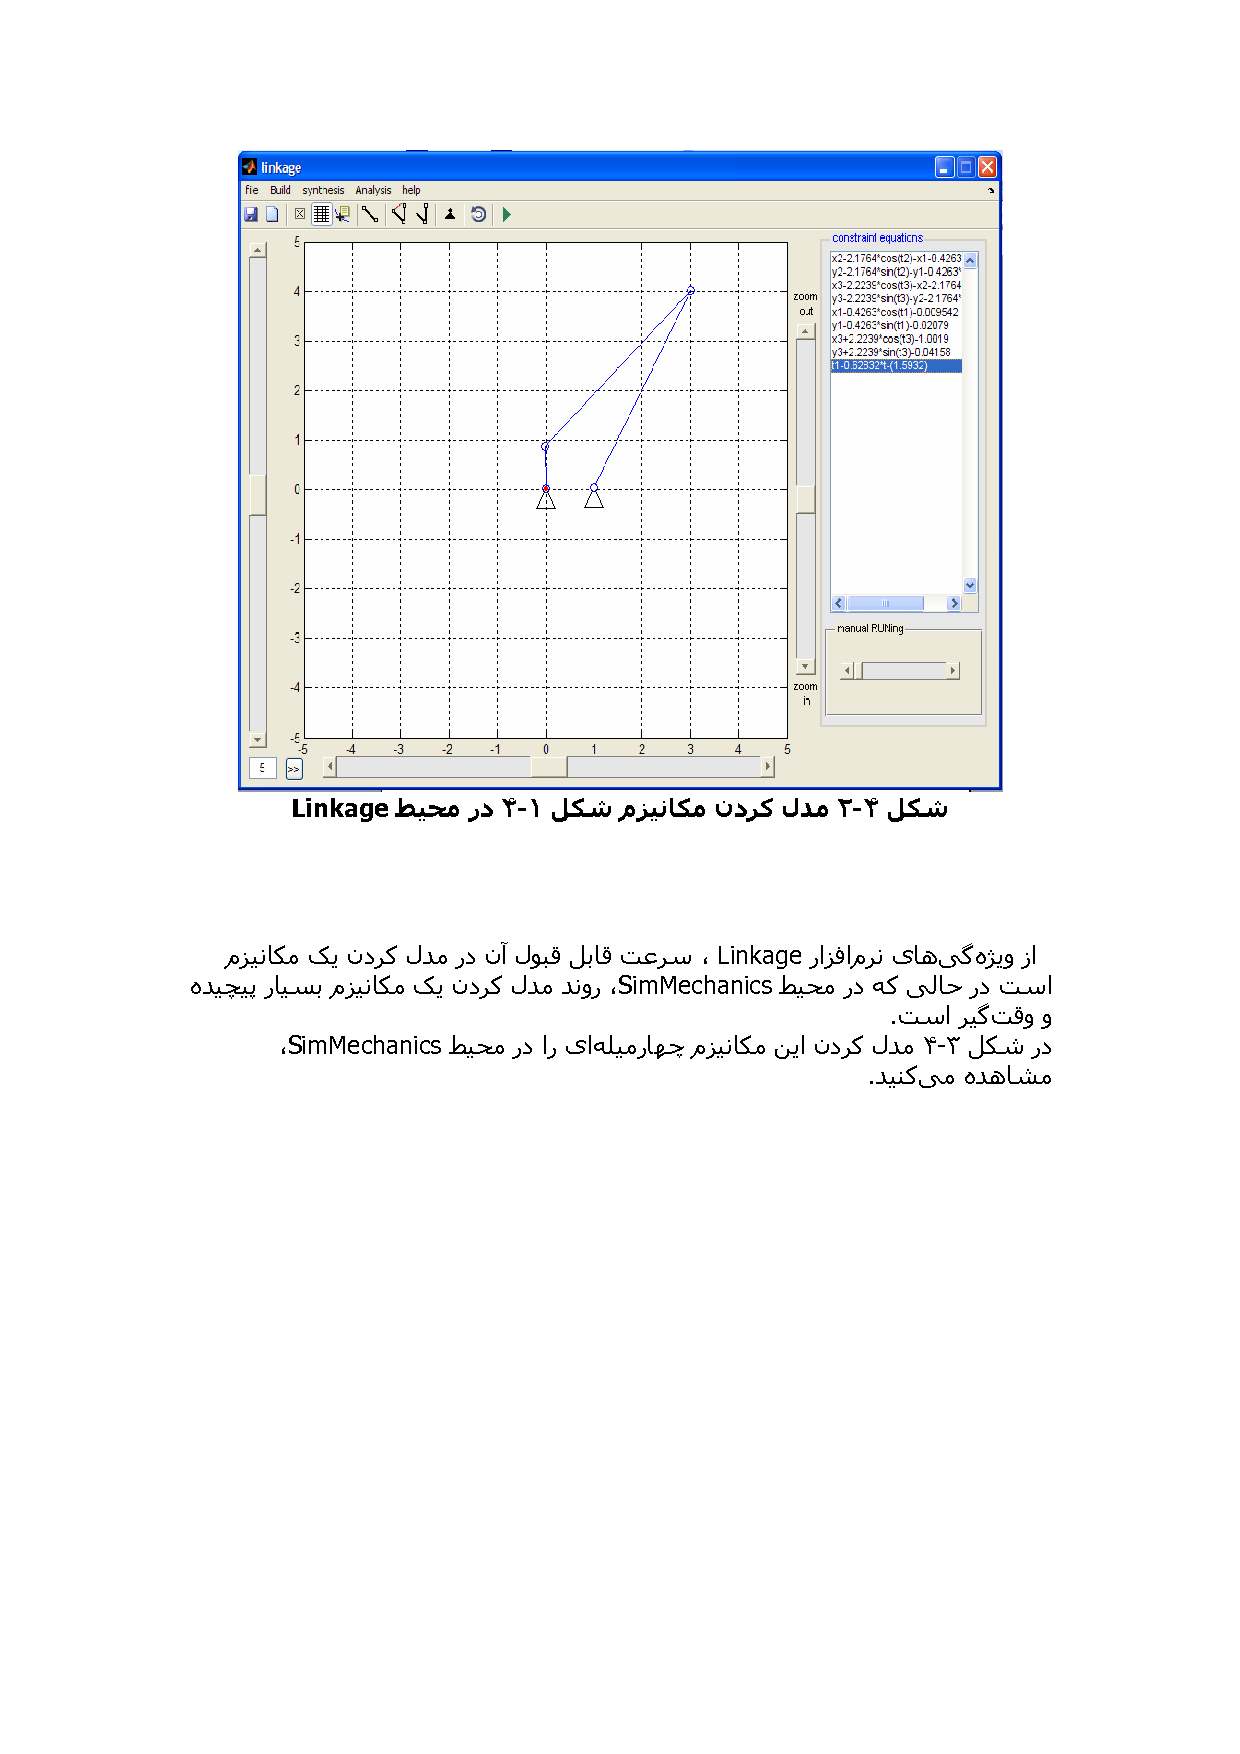 linkage
file Build synthesis Analysis help
constraint equations
x2-2.1764*cos(t2)-x1-0.4263
y2-2.1764*sin(t2)-y1-0.4263*
x3-2.2239*cos(t3)-x2-2.1764
y3-2.2239*sin(t3)-y2-2.1764*
x1-0.4263*cos(t1)-0.009542
y1-0.4263*sin(t1)-0.02079
x3+2.2239*cos(t3)-1.0019
y3+2.2239*sin(t3)-0.04158
t1-0.62832*t-(1.5932)
5
4
3
2
1
0
-1
-2
-3
-4
-5
-5 -4 -3 -2 -1 0 1 2 3 4 5
zoom
out
zoom
in
manual RUNing
5 >>
شکل ۴-۲ مدل کردن مکانیزم شکل ۱-۴ در محیط Linkage
از ویژه‌گی‌های نرم‌افزار Linkage ، سرعت قابل قبول آن در مدل کردن یک مکانیزم
است در حالی که در محیط SimMechanics، روند مدل کردن یک مکانیزم بسیار پیچیده
و وقت‌گیر است.
در شکل ۳-۴ مدل کردن این مکانیزم چهارمیله‌ای را در محیط SimMechanics،
مشاهده می‌کنید.